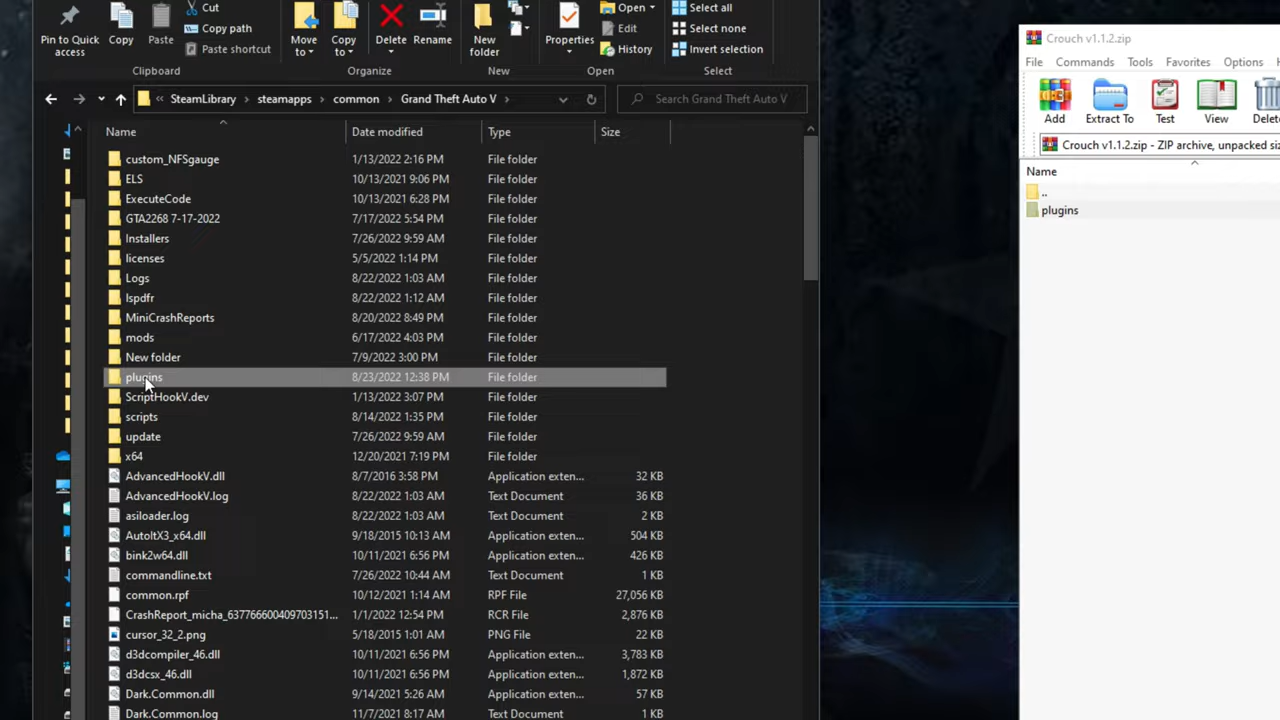 Pin to Quick access
Copy
Paste
Cut
Copy path
Paste shortcut
Clipboard
Move to
Copy to
Delete
Rename
Organize
New folder
New
Properties
Open
Edit
History
Open
Select all
Select none
Invert selection
Select
« SteamLibrary > steamapps > common > Grand Theft Auto V >
Search Grand Theft Auto V
Name Date modified Type Size
custom_NFSgauge 1/13/2022 2:16 PM File folder
ELS 10/13/2021 9:06 PM File folder
ExecuteCode 10/13/2021 6:28 PM File folder
GTA2268 7-17-2022 7/17/2022 5:54 PM File folder
Installers 7/26/2022 9:59 AM File folder
licenses 5/5/2022 1:14 PM File folder
Logs 8/22/2022 1:03 AM File folder
lspdfr 8/22/2022 1:12 AM File folder
MiniCrashReports 8/20/2022 8:49 PM File folder
mods 6/17/2022 4:03 PM File folder
New folder 7/9/2022 3:00 PM File folder
plugins 8/23/2022 12:38 PM File folder
ScriptHookV.dev 1/13/2022 3:07 PM File folder
scripts 8/14/2022 1:35 PM File folder
update 7/26/2022 9:59 AM File folder
x64 12/20/2021 7:19 PM File folder
AdvancedHookV.dll 8/7/2016 3:58 PM Application exten... 32 KB
AdvancedHookV.log 8/22/2022 1:03 AM Text Document 36 KB
asiloader.log 8/22/2022 1:03 AM Text Document 2 KB
AutoItX3_x64.dll 9/18/2015 10:13 AM Application exten... 504 KB
bink2w64.dll 10/11/2021 6:56 PM Application exten... 426 KB
commandline.txt 7/26/2022 10:44 AM Text Document 1 KB
common.rpf 10/12/2021 1:14 AM RPF File 27,056 KB
CrashReport_micha_637766600409703151... 1/1/2022 12:54 PM RCR File 2,876 KB
cursor_32_2.png 5/18/2015 1:01 AM PNG File 22 KB
d3dcompiler_46.dll 10/11/2021 6:56 PM Application exten... 3,783 KB
d3dcsx_46.dll 10/11/2021 6:56 PM Application exten... 1,872 KB
Dark.Common.dll 9/14/2021 5:26 AM Application exten... 57 KB
Dark.Common.log 11/7/2021 8:17 AM Text Document 1 KB
Crouch v1.1.2.zip
File Commands Tools Favorites Options
Add Extract To Test View Delete
Crouch v1.1.2.zip - ZIP archive, unpacked siz
Name
..
plugins